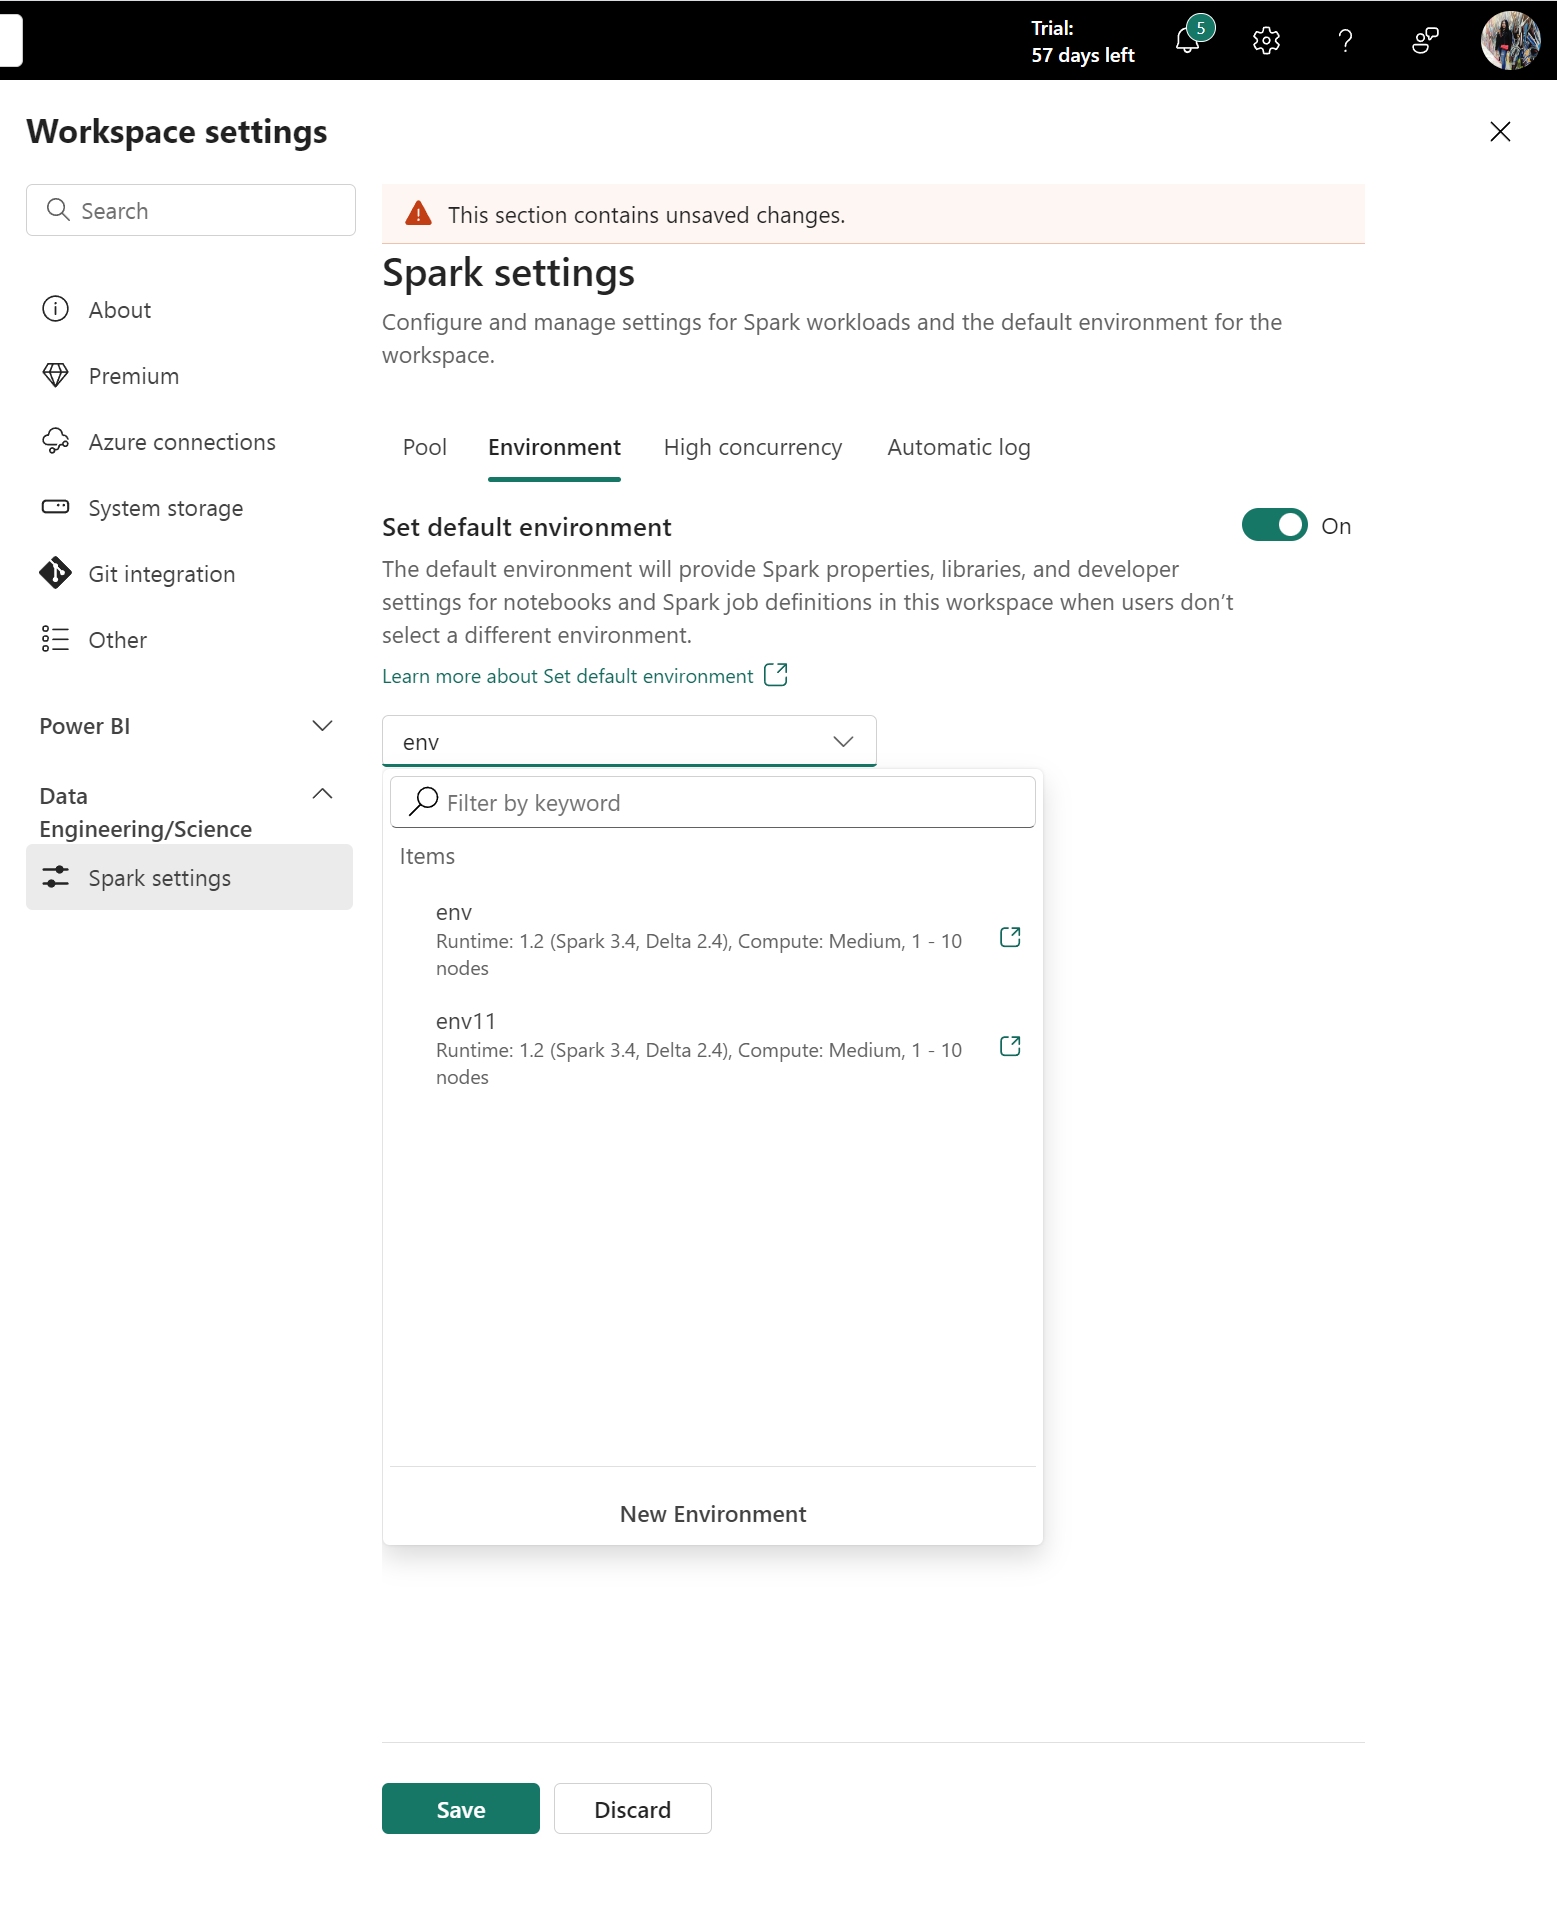 Trial:
57 days left
5
Workspace settings
Search
This section contains unsaved changes.
Spark settings
Configure and manage settings for Spark workloads and the default environment for the
workspace.
About
Premium
Azure connections
System storage
Git integration
Other
Power BI
Data
Engineering/Science
Spark settings
Pool
Environment
High concurrency
Automatic log
Set default environment
On
The default environment will provide Spark properties, libraries, and developer
settings for notebooks and Spark job definitions in this workspace when users don’t
select a different environment.
Learn more about Set default environment
env
Filter by keyword
Items
env
Runtime: 1.2 (Spark 3.4, Delta 2.4), Compute: Medium, 1 - 10
nodes
env11
Runtime: 1.2 (Spark 3.4, Delta 2.4), Compute: Medium, 1 - 10
nodes
New Environment
Save
Discard